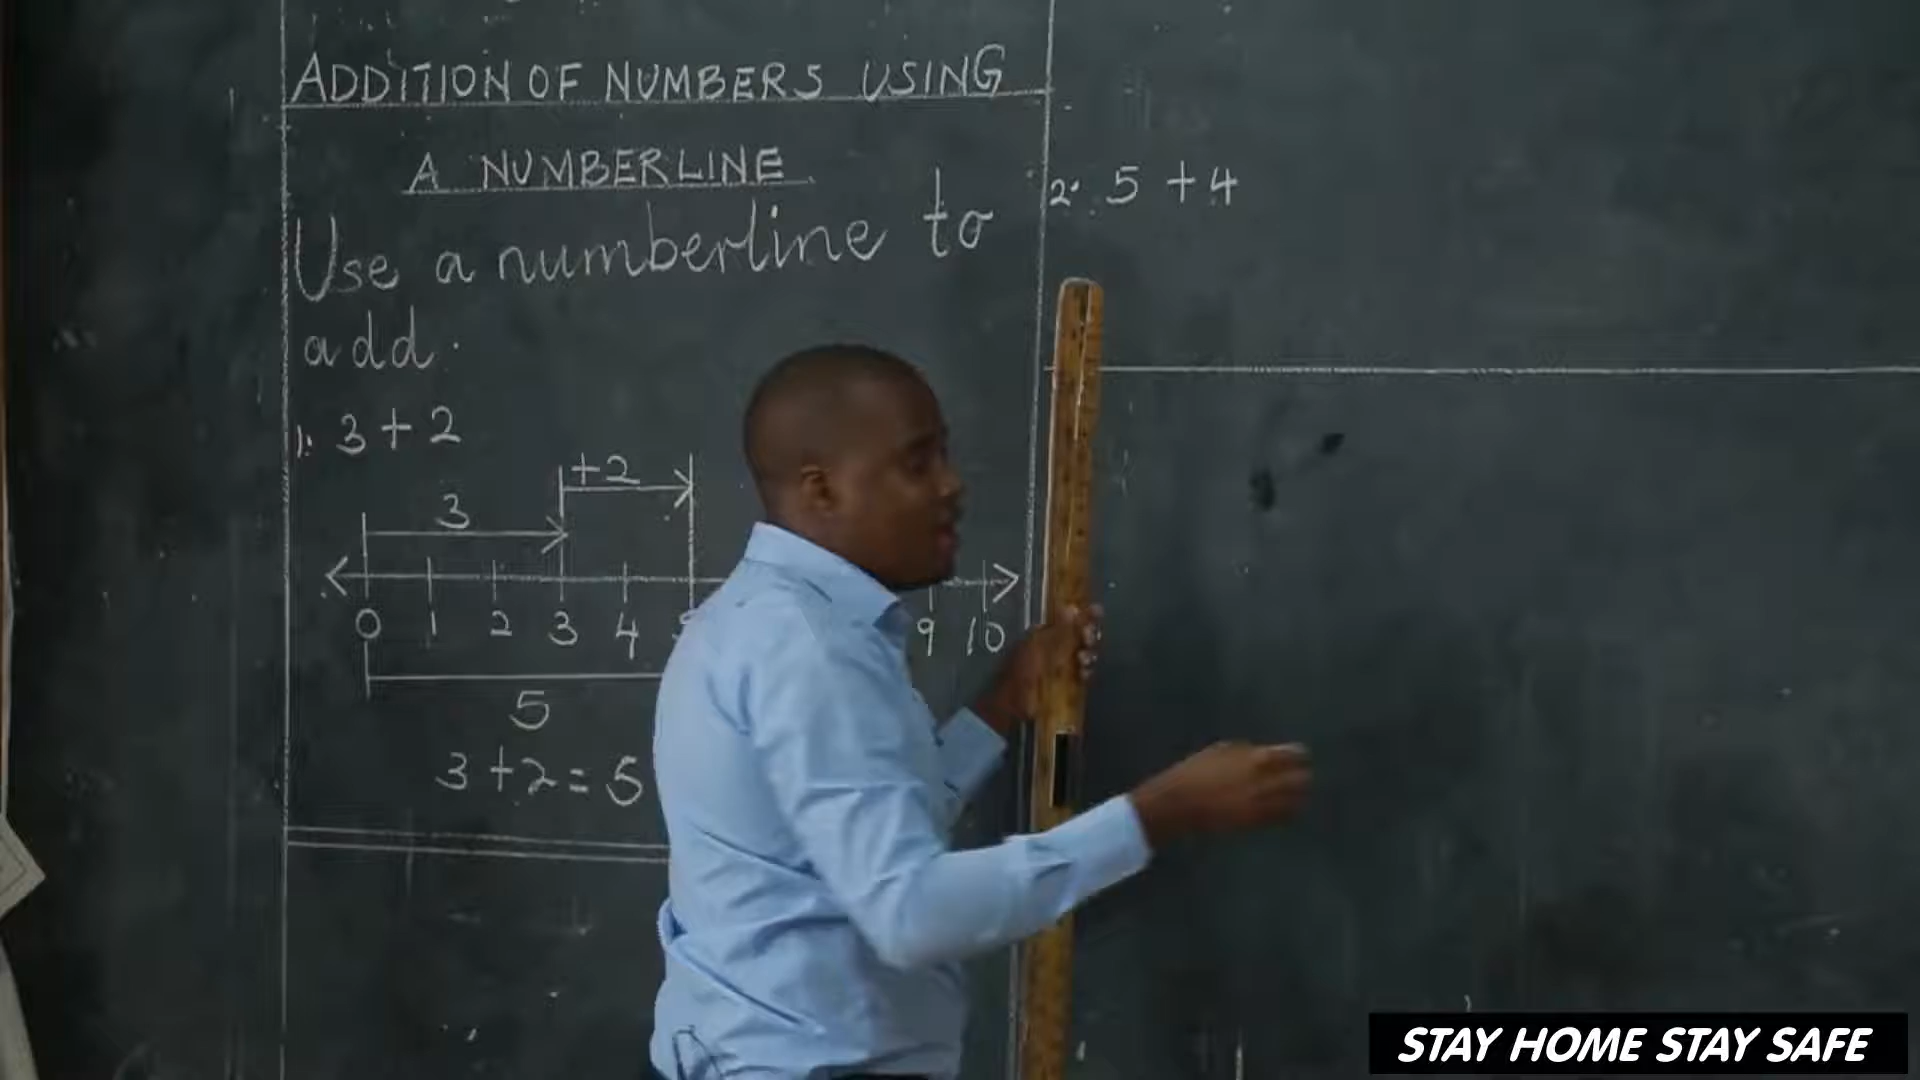 ADDITION OF NUMBERS USING
A NUMBERLINE
Use a numberline to
add.
1. 3 + 2
+2
3
0 1 2 3 4 9 10
5
3 + 2 = 5
2. 5 + 4
STAY HOME STAY SAFE